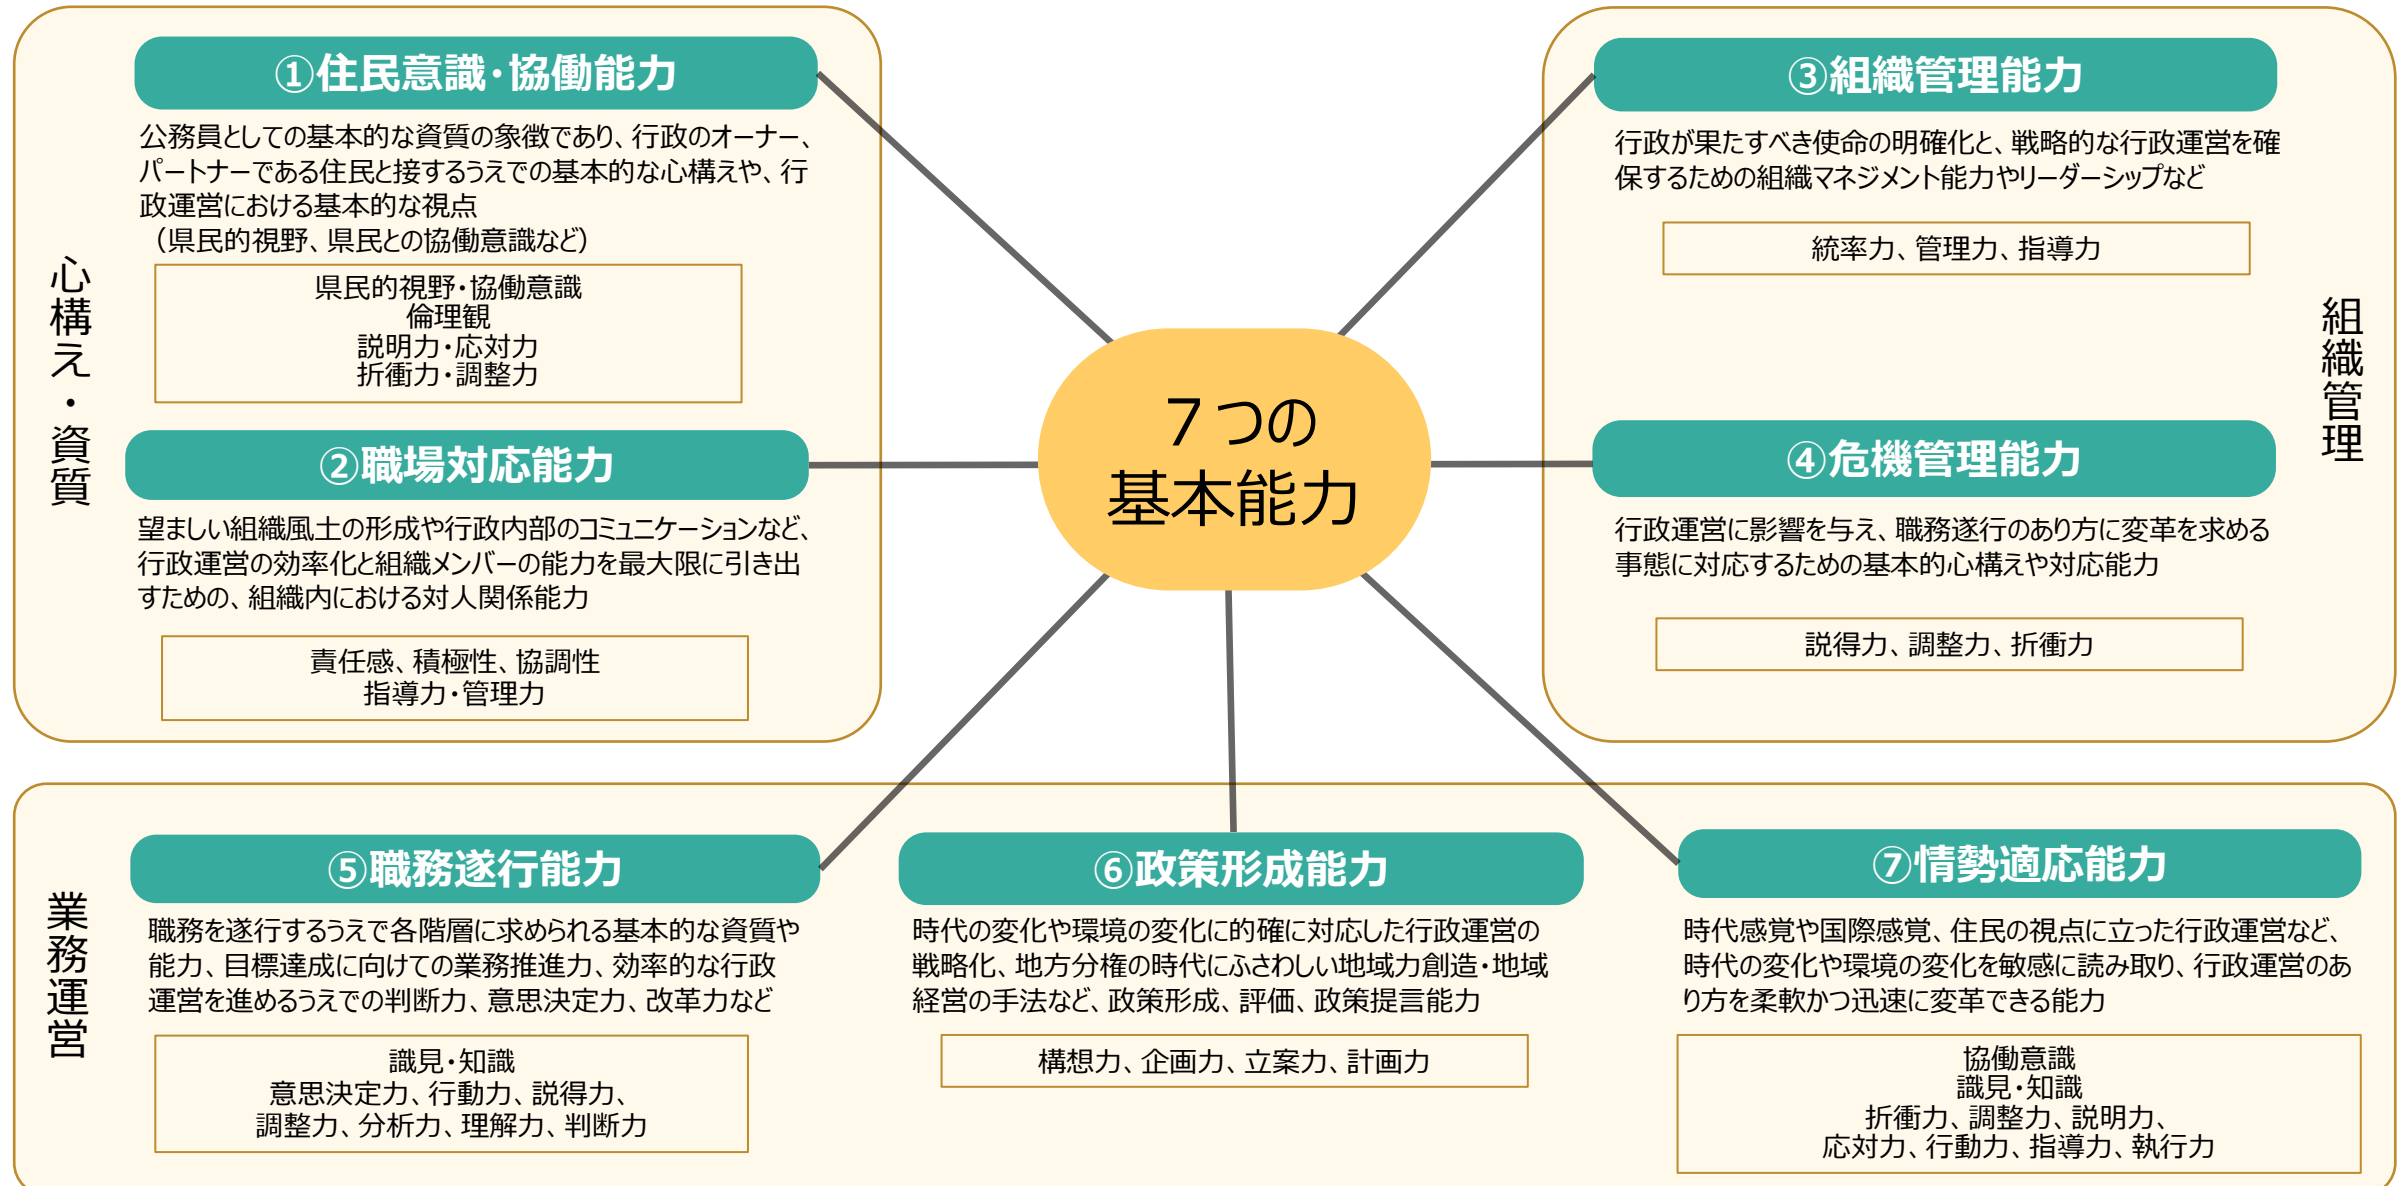 心構え・資質
①住民意識・協働能力
公務員としての基本的な資質の象徴であり、行政のオーナー、
パートナーである住民と接するうえでの基本的な心構えや、行
政運営における基本的な視点
（県民的視野、県民との協働意識など）
県民的視野・協働意識
倫理観
説明力・応対力
折衝力・調整力
②職場対応能力
望ましい組織風土の形成や行政内部のコミュニケーションなど、
行政運営の効率化と組織メンバーの能力を最大限に引き出
すための、組織内における対人関係能力
責任感、積極性、協調性
指導力・管理力
７つの
基本能力
組織管理
③組織管理能力
行政が果たすべき使命の明確化と、戦略的な行政運営を確
保するための組織マネジメント能力やリーダーシップなど
統率力、管理力、指導力
④危機管理能力
行政運営に影響を与え、職務遂行のあり方に変革を求める
事態に対応するための基本的心構えや対応能力
説得力、調整力、折衝力
業務運営
⑤職務遂行能力
職務を遂行するうえで各階層に求められる基本的な資質や
能力、目標達成に向けての業務推進力、効率的な行政
運営を進めるうえでの判断力、意思決定力、改革力など
識見・知識
意思決定力、行動力、説得力、
調整力、分析力、理解力、判断力
⑥政策形成能力
時代の変化や環境の変化に的確に対応した行政運営の
戦略化、地方分権の時代にふさわしい地域力創造・地域
経営の手法など、政策形成、評価、政策提言能力
構想力、企画力、立案力、計画力
⑦情勢適応能力
時代感覚や国際感覚、住民の視点に立った行政運営など、
時代の変化や環境の変化を敏感に読み取り、行政運営のあ
り方を柔軟かつ迅速に変革できる能力
協働意識
識見・知識
折衝力、調整力、説明力、
応対力、行動力、指導力、執行力